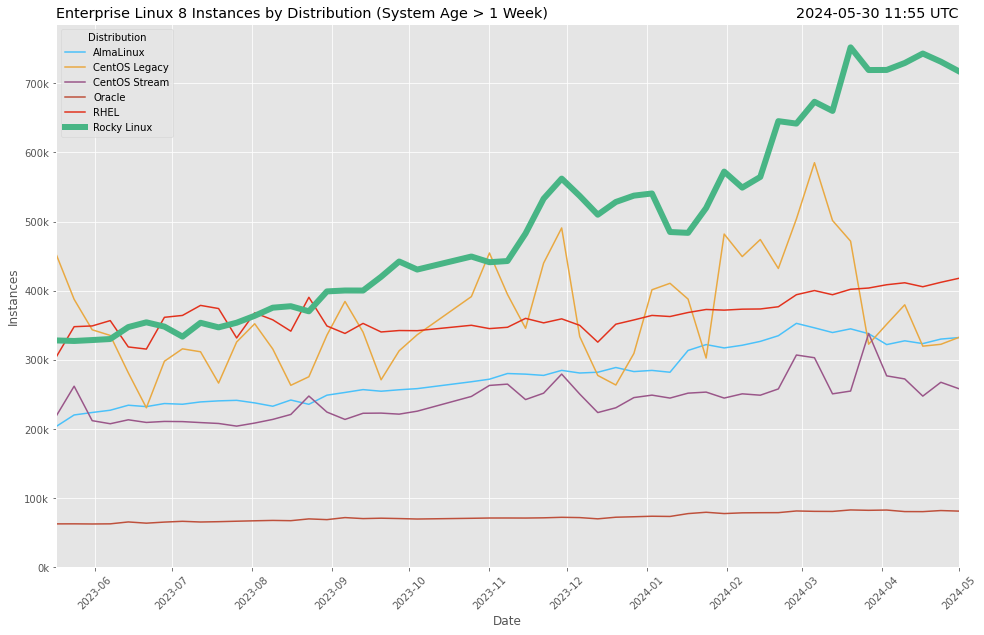 Enterprise Linux 8 Instances by Distribution (System Age > 1 Week)
2024-05-30 11:55 UTC
Distribution
AlmaLinux
CentOS Legacy
CentOS Stream
Oracle
RHEL
Rocky Linux
Instances
700k
600k
500k
400k
300k
200k
100k
0k
2023-06
2023-07
2023-08
2023-09
2023-10
2023-11
2023-12
2024-01
2024-02
2024-03
2024-04
2024-05
Date